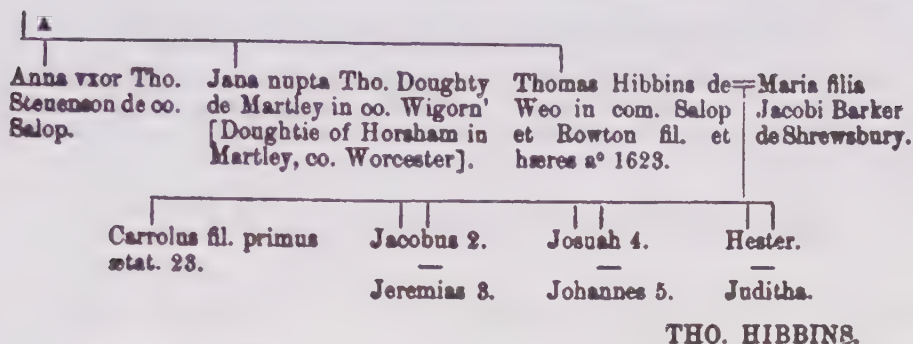 A
Anna vxor Tho.
Steuenson de co.
Salop.
Jana nupta Tho. Doughty
de Martley in co. Wigorn'
[Doughtie of Horsham in
Martley, co. Worcester].
Thomas Hibbins de
Weo in com. Salop
et Rowton fil. et
hæres aº 1623.
Maria filia
Jacobi Barker
de Shrewsbury.
Carrolus fil. primus
ætat. 23.
Jacobus 2.
Jeremias 3.
Josuah 4.
Johannes 5.
Hester.
Juditha.
THO. HIBBINS.